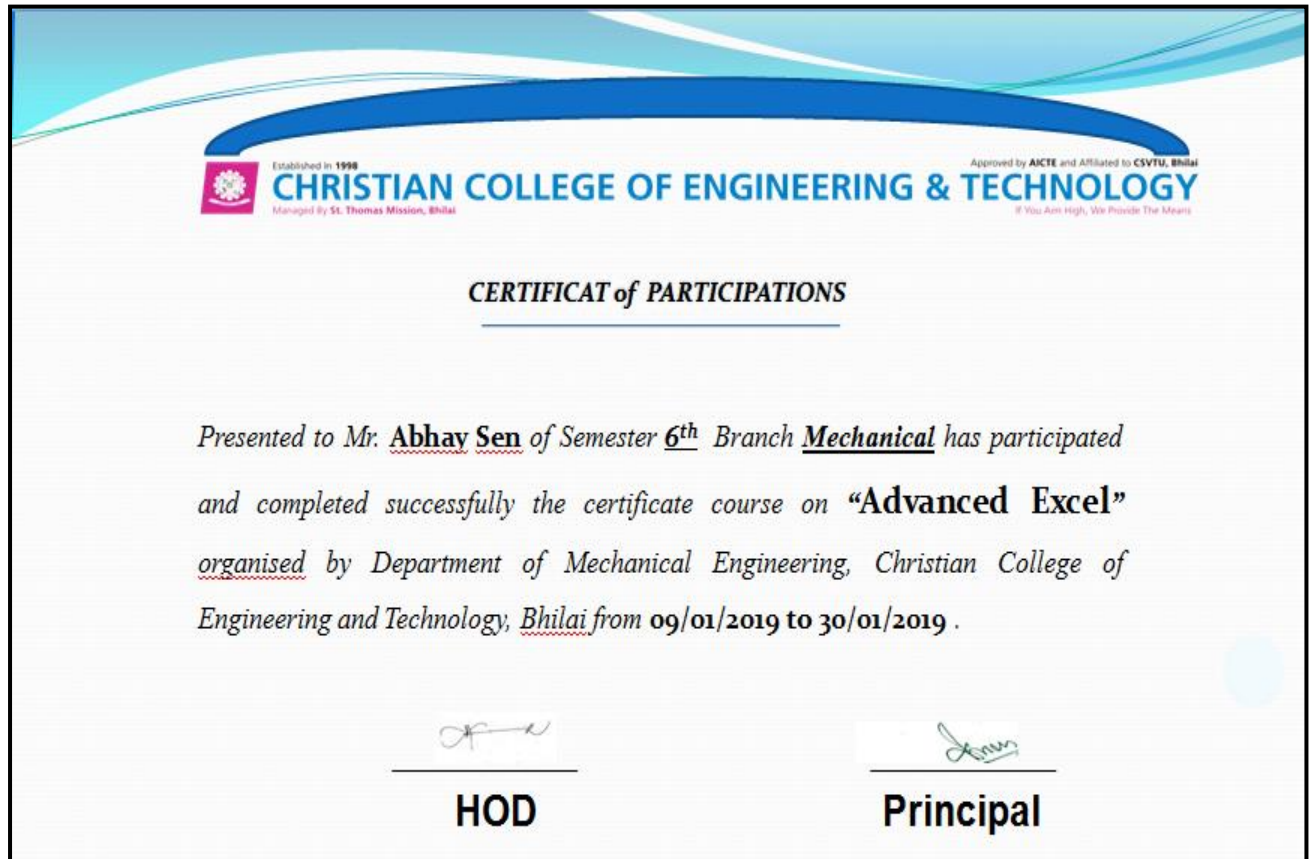 Established in 1998
Approved by AICTE and Affiliated to CSVTU, Bhilai
CHRISTIAN COLLEGE OF ENGINEERING & TECHNOLOGY
Managed By St. Thomas Mission, Bhilai
If You Aim High, We Provide The Means
CERTIFICAT of PARTICIPATIONS
Presented to Mr. Abhay Sen of Semester 6th Branch Mechanical has participated
and completed successfully the certificate course on “Advanced Excel”
organised by Department of Mechanical Engineering, Christian College of
Engineering and Technology, Bhilai from 09/01/2019 to 30/01/2019 .
HOD
Principal